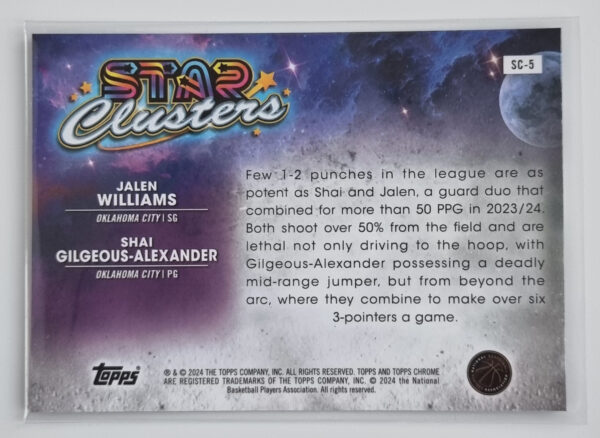 SC-5
STAR
Clusters
JALEN
WILLIAMS
OKLAHOMA CITY | SG
SHAI
GILGEOUS-ALEXANDER
OKLAHOMA CITY | PG
Few 1-2 punches in the league are as
potent as Shai and Jalen, a guard duo that
combined for more than 50 PPG in 2023/24.
Both shoot over 50% from the field and are
lethal not only driving to the hoop, with
Gilgeous-Alexander possessing a deadly
mid-range jumper, but from beyond the
arc, where they combine to make over six
3-pointers a game.
Topps
® & © 2024 THE TOPPS COMPANY, INC. ALL RIGHTS RESERVED. TOPPS AND TOPPS CHROME
ARE REGISTERED TRADEMARKS OF THE TOPPS COMPANY, INC. © 2024 the National
Basketball Players Association. All rights reserved.